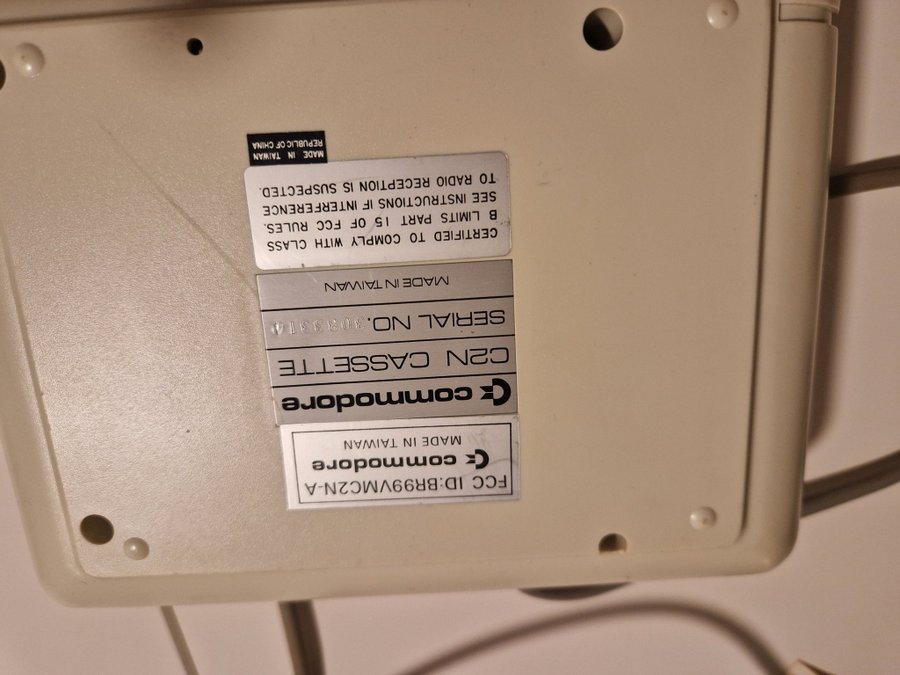 FCC ID:BR99VMC2N-A
commodore
MADE IN TAIWAN
commodore
C2N CASSETTE
SERIAL NO.
MADE IN TAIWAN
CERTIFIED TO COMPLY WITH CLASS
B LIMITS PART 15 OF FCC RULES.
SEE INSTRUCTIONS IF INTERFERENCE
TO RADIO RECEPTION IS SUSPECTED.
MADE IN TAIWAN
REPUBLIC OF CHINA